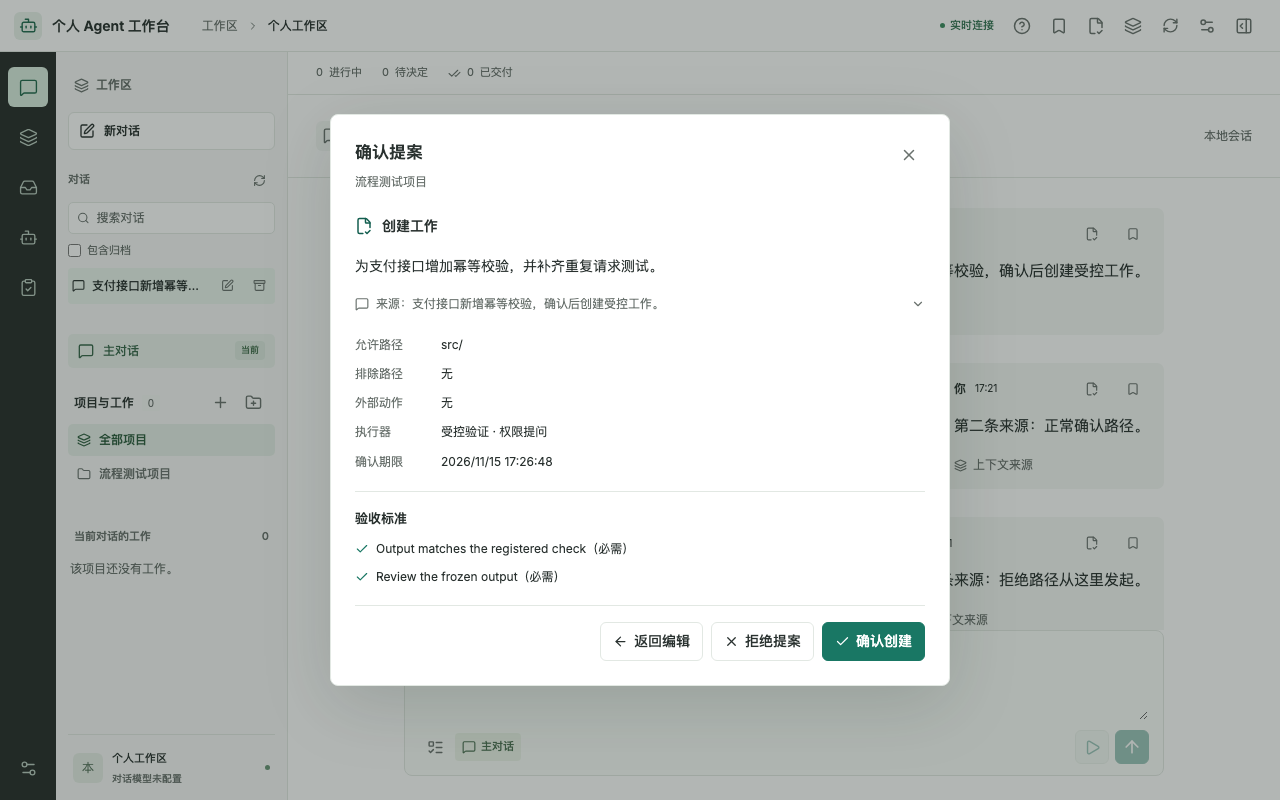 个人 Agent 工作台
工作区
个人工作区
实时连接
工作区
新对话
对话
搜索对话
包含归档
支付接口新增幂等...
主对话
当前
项目与工作 0
全部项目
流程测试项目
当前对话的工作 0
该项目还没有工作。
本
个人工作区
对话模型未配置
0 进行中
0 待决定
0 已交付
本地会话
校验，确认后创建受控工作。
你 17:21
第二条来源：正常确认路径。
上下文来源
来源：拒绝路径从这里发起。
文来源
主对话
确认提案
流程测试项目
创建工作
为支付接口增加幂等校验，并补齐重复请求测试。
来源：支付接口新增幂等校验，确认后创建受控工作。
允许路径 src/
排除路径 无
外部动作 无
执行器 受控验证 · 权限提问
确认期限 2026/11/15 17:26:48
验收标准
Output matches the registered check（必需）
Review the frozen output（必需）
返回编辑
拒绝提案
确认创建